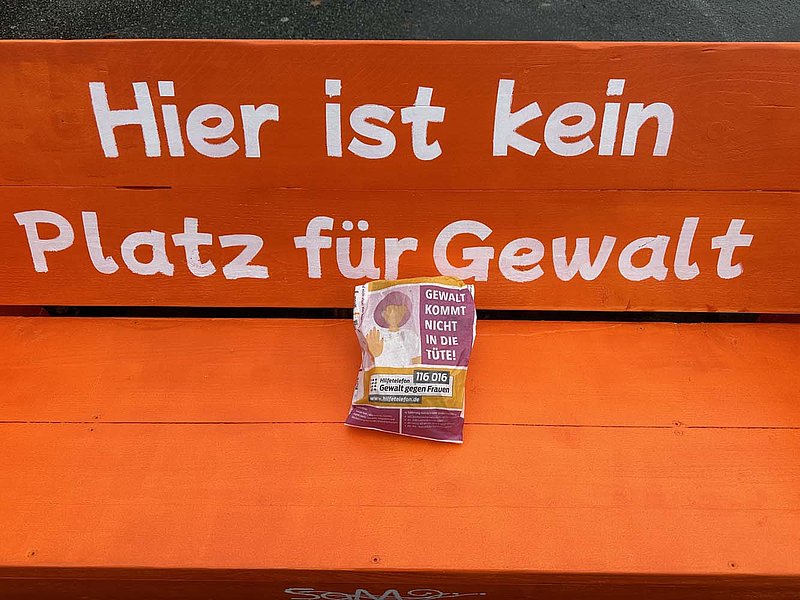 Hier ist kein
Platz für Gewalt
GEWALT
KOMMT
NICHT
IN DIE
TÜTE!
Hilfetelefon 116 016
Gewalt gegen Frauen
www.hilfetelefon.de